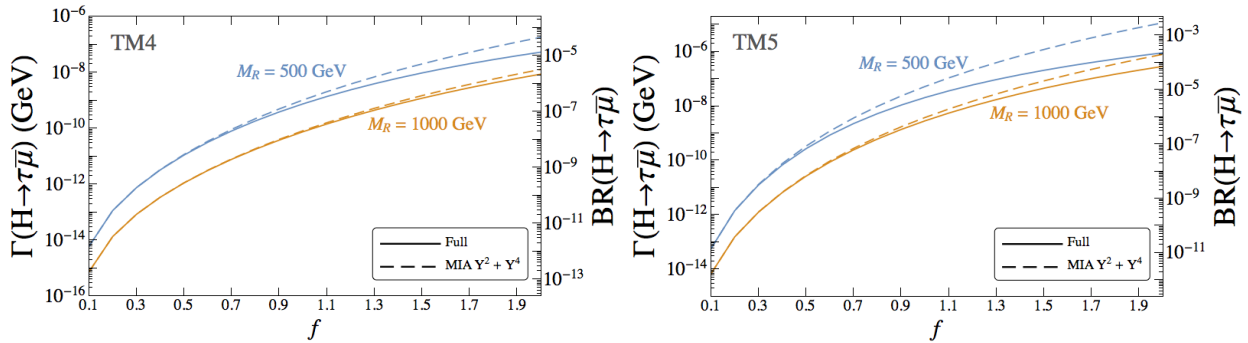 TM4
Γ(H→τμ̄) (GeV)
10⁻⁶
10⁻⁸
10⁻¹⁰
10⁻¹²
10⁻¹⁴
10⁻¹⁶
M_R = 500 GeV
M_R = 1000 GeV
Full
MIA Y² + Y⁴
0.1 0.3 0.5 0.7 0.9 1.1 1.3 1.5 1.7 1.9
f
10⁻⁵
10⁻⁷
10⁻⁹
10⁻¹¹
10⁻¹³
BR(H→τμ̄)
TM5
Γ(H→τμ̄) (GeV)
10⁻⁶
10⁻⁸
10⁻¹⁰
10⁻¹²
10⁻¹⁴
M_R = 500 GeV
M_R = 1000 GeV
Full
MIA Y² + Y⁴
0.1 0.3 0.5 0.7 0.9 1.1 1.3 1.5 1.7 1.9
f
10⁻³
10⁻⁵
10⁻⁷
10⁻⁹
10⁻¹¹
BR(H→τμ̄)